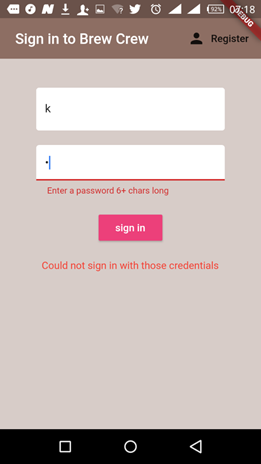 92% 07:18
DEBUG
Sign in to Brew Crew Register
k
•
Enter a password 6+ chars long
sign in
Could not sign in with those credentials